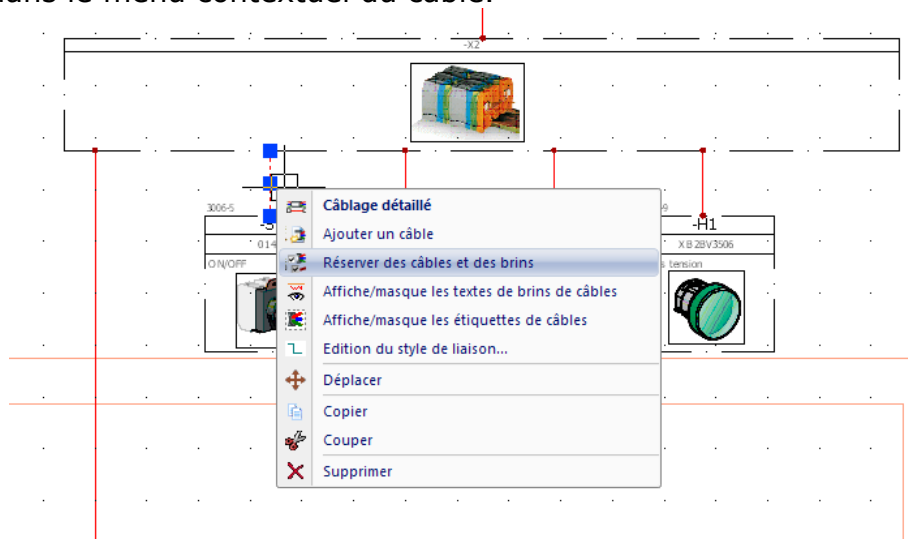 dans le menu contextuel du câble.
-X2
3006-5
-H1
014
XB2BV3506
ON/OFF
tension
Câblage détaillé
Ajouter un câble
Réserver des câbles et des brins
Affiche/masque les textes de brins de câbles
Affiche/masque les étiquettes de câbles
Edition du style de liaison...
Déplacer
Copier
Couper
Supprimer